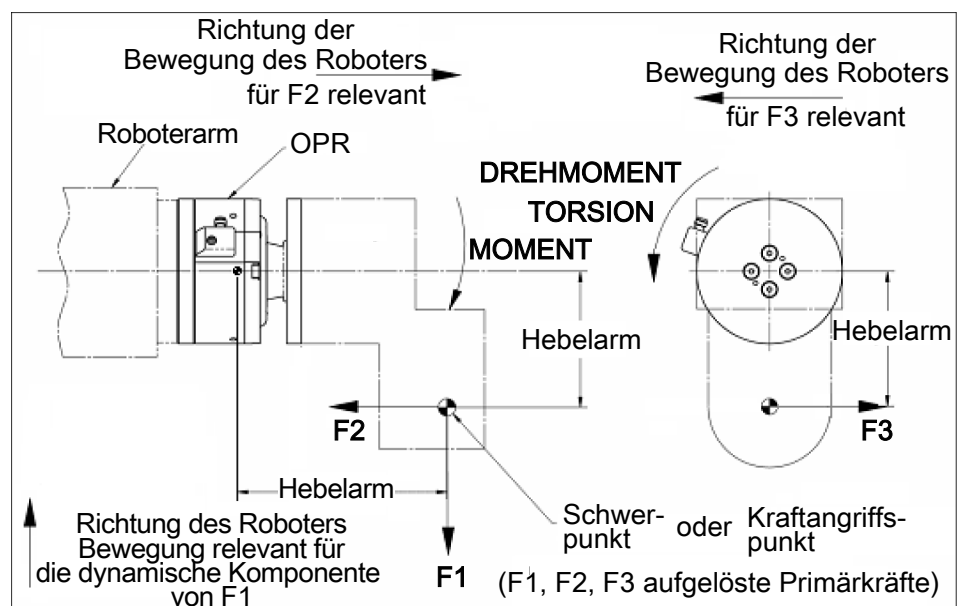 Richtung der
Bewegung des Roboters
für F2 relevant
Richtung der
Bewegung des Roboters
für F3 relevant
Roboterarm
OPR
DREHMOMENT
TORSION
MOMENT
Hebelarm
Hebelarm
F2
F3
Hebelarm
Richtung des Roboters
Bewegung relevant für
die dynamische Komponente
von F1
F1
Schwer-
punkt
oder
Kraftangriffs-
punkt
(F1, F2, F3 aufgelöste Primärkräfte)